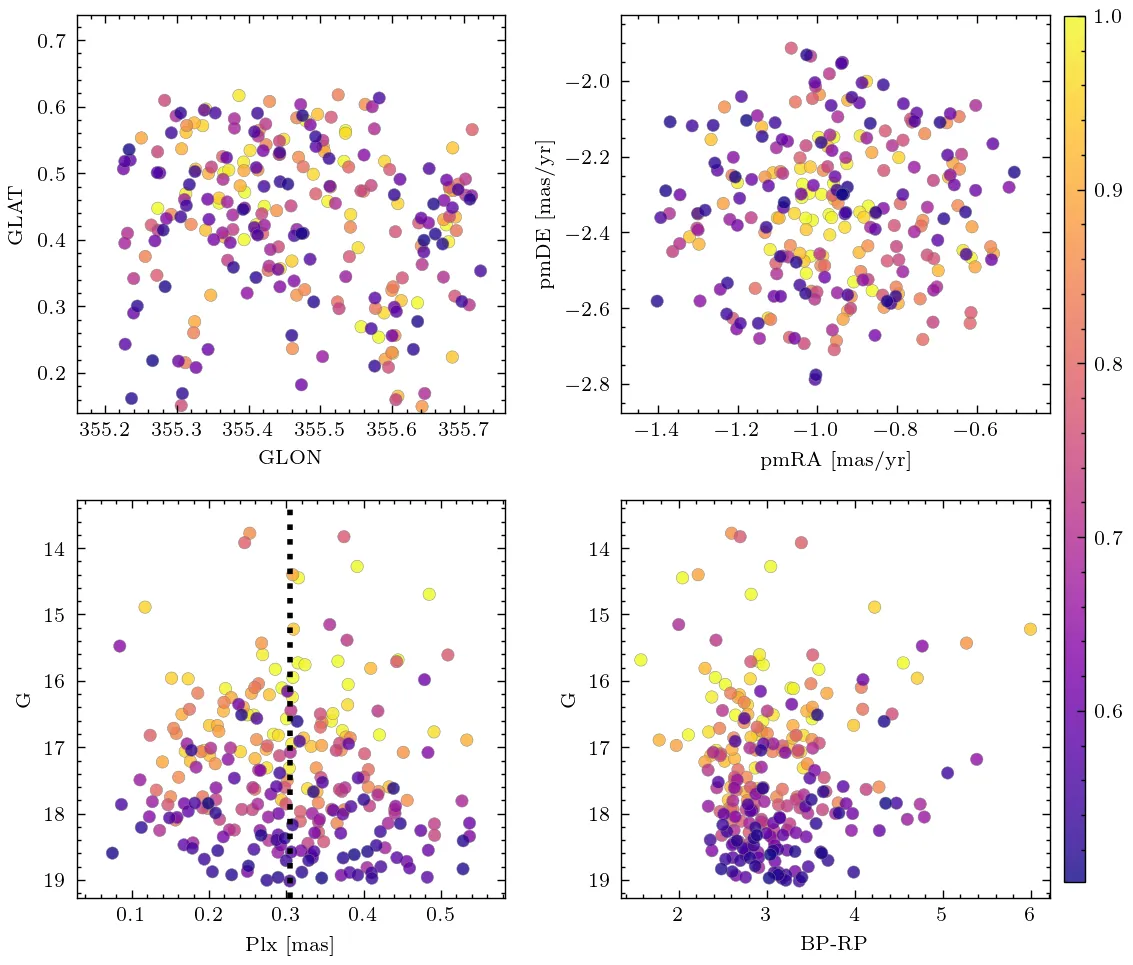 0.7
0.6
0.5
0.4
0.3
0.2
GLAT
355.2 355.3 355.4 355.5 355.6 355.7
GLON
−2.0
−2.2
−2.4
−2.6
−2.8
pmDE [mas/yr]
−1.4 −1.2 −1.0 −0.8 −0.6
pmRA [mas/yr]
1.0
0.9
0.8
0.7
0.6
14
15
16
17
18
19
G
0.1 0.2 0.3 0.4 0.5
Plx [mas]
14
15
16
17
18
19
G
2 3 4 5 6
BP-RP